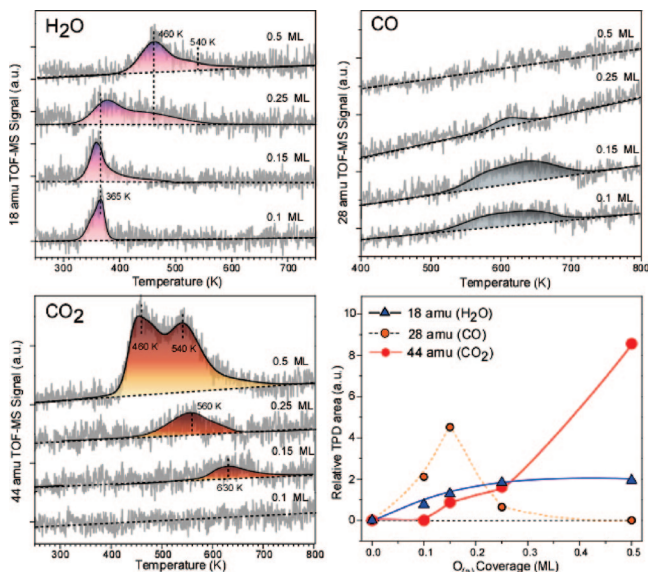 H2O
460 K
540 K
0.5 ML
0.25 ML
0.15 ML
365 K
0.1 ML
18 amu TOF-MS Signal (a.u.)
300 400 500 600 700
Temperature (K)
CO
0.5 ML
0.25 ML
0.15 ML
0.1 ML
28 amu TOF-MS Signal (a.u.)
400 500 600 700 800
Temperature (K)
CO2
460 K
540 K
0.5 ML
0.25 ML
560 K
0.15 ML
630 K
0.1 ML
44 amu TOF-MS Signal (a.u.)
300 400 500 600 700 800
Temperature (K)
18 amu (H2O)
28 amu (CO)
44 amu (CO2)
10
8
6
4
2
0
Relative TPD area (a.u.)
0.0 0.1 0.2 0.3 0.4 0.5
O(a) Coverage (ML)